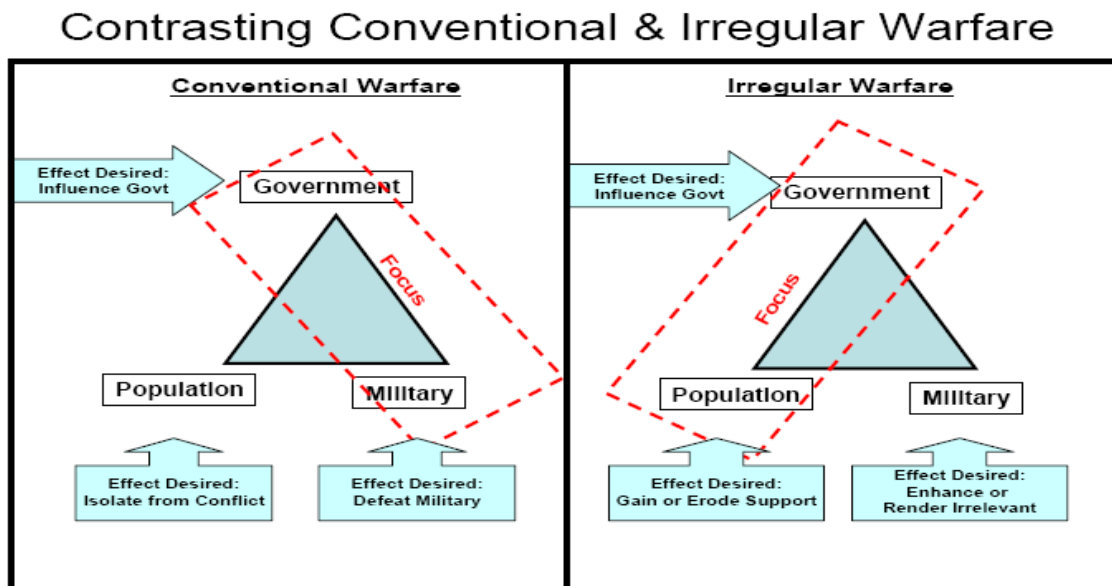 Contrasting Conventional & Irregular Warfare
Conventional Warfare
Effect Desired:
Influence Govt
Government
Focus
Population
Military
Effect Desired:
Isolate from Conflict
Effect Desired:
Defeat Military
Irregular Warfare
Effect Desired:
Influence Govt
Government
Focus
Population
Military
Effect Desired:
Gain or Erode Support
Effect Desired:
Enhance or
Render Irrelevant